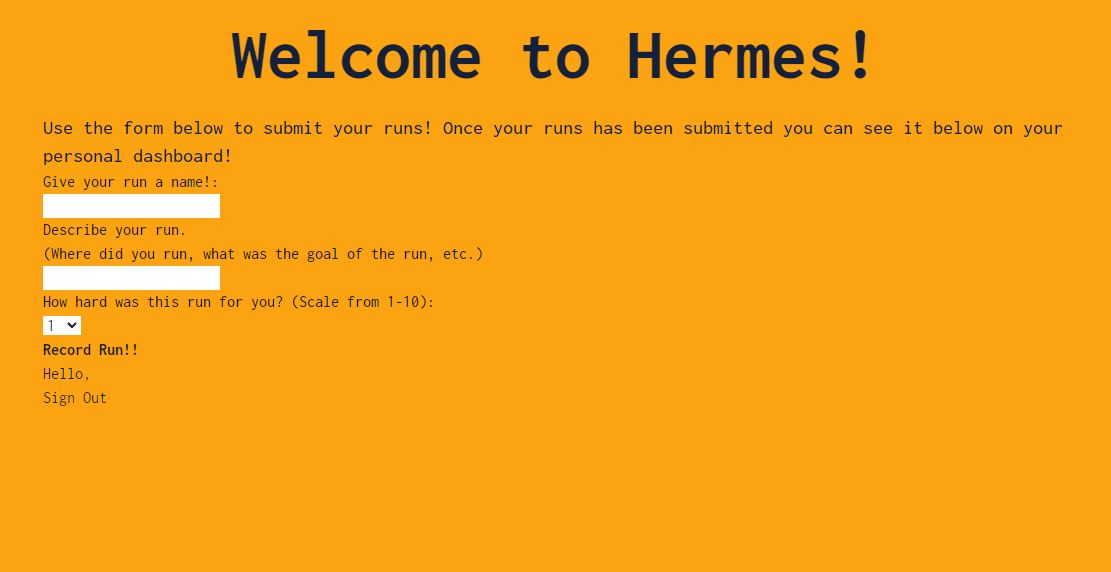 Welcome to Hermes!
Use the form below to submit your runs! Once your runs has been submitted you can see it below on your
personal dashboard!
Give your run a name!:
Describe your run.
(Where did you run, what was the goal of the run, etc.)
How hard was this run for you? (Scale from 1-10):
1
Record Run!!
Hello,
Sign Out